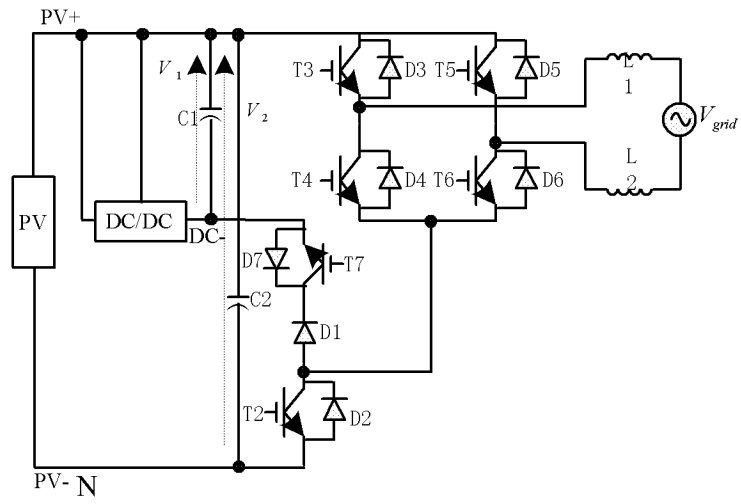 PV+
T3
D3
T5
D5
L
1
V1
C1
V2
Vgrid
T4
D4
T6
D6
L
2
PV
DC/DC
DC-
D7
T7
C2
D1
T2
D2
PV- N